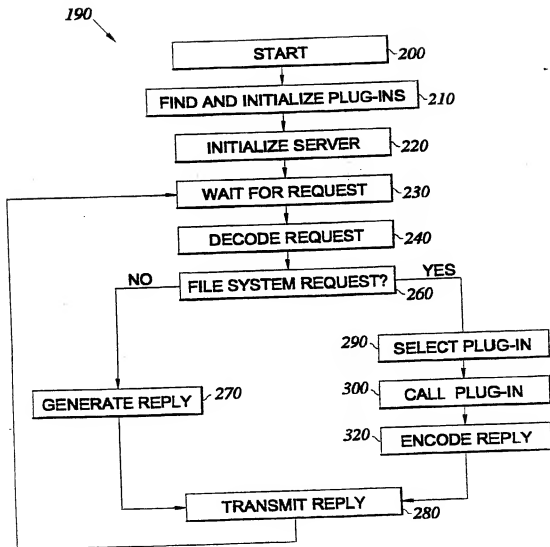 190
START
200
FIND AND INITIALIZE PLUG-INS
210
INITIALIZE SERVER
220
WAIT FOR REQUEST
230
DECODE REQUEST
240
NO
FILE SYSTEM REQUEST?
YES
260
290
SELECT PLUG-IN
GENERATE REPLY
270
300
CALL PLUG-IN
320
ENCODE REPLY
TRANSMIT REPLY
280